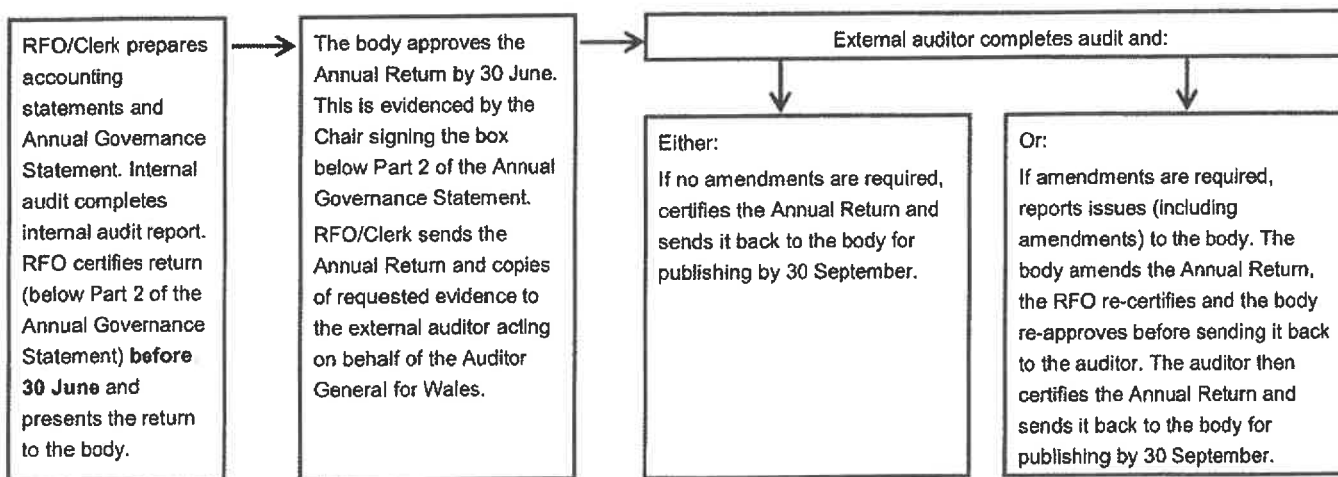 RFO/Clerk prepares
accounting
statements and
Annual Governance
Statement. Internal
audit completes
internal audit report.
RFO certifies return
(below Part 2 of the
Annual Governance
Statement) before
30 June and
presents the return
to the body.
The body approves the
Annual Return by 30 June.
This is evidenced by the
Chair signing the box
below Part 2 of the Annual
Governance Statement.
RFO/Clerk sends the
Annual Return and copies
of requested evidence to
the external auditor acting
on behalf of the Auditor
General for Wales.
External auditor completes audit and:
Either:
If no amendments are required,
certifies the Annual Return and
sends it back to the body for
publishing by 30 September.
Or:
If amendments are required,
reports issues (including
amendments) to the body. The
body amends the Annual Return,
the RFO re-certifies and the body
re-approves before sending it back
to the auditor. The auditor then
certifies the Annual Return and
sends it back to the body for
publishing by 30 September.